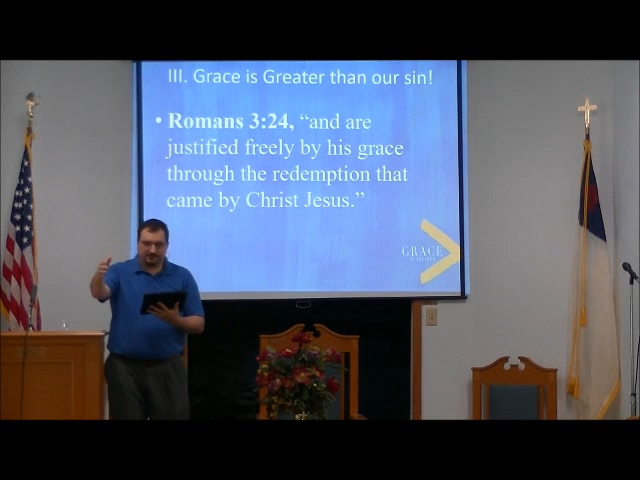 III. Grace is Greater than our sin!
• Romans 3:24, “and are
justified freely by his grace
through the redemption that
came by Christ Jesus.”
GRACE